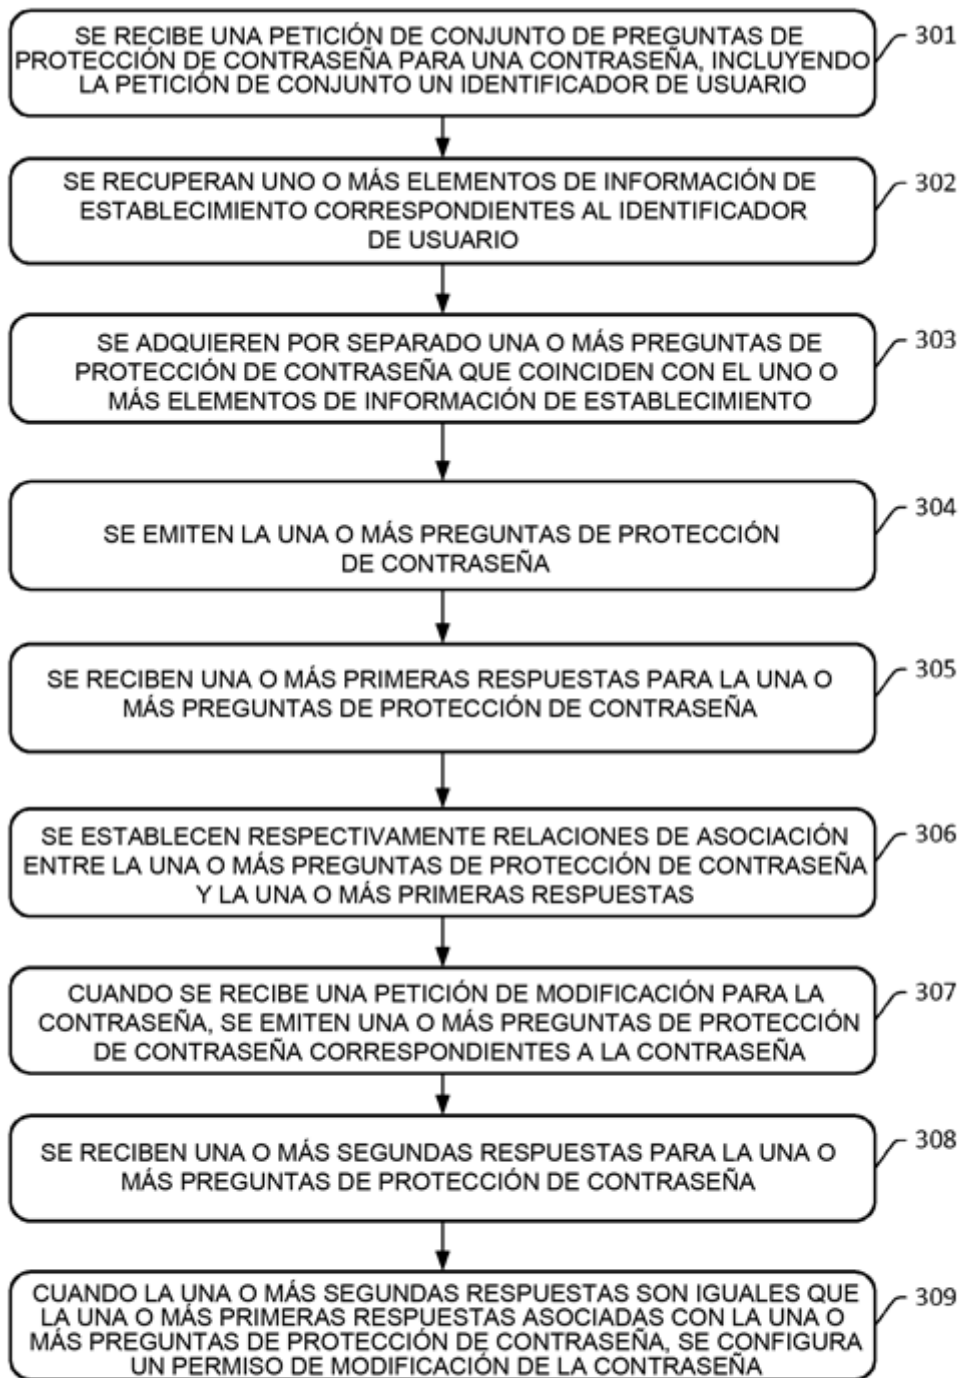 SE RECIBE UNA PETICIÓN DE CONJUNTO DE PREGUNTAS DE
PROTECCIÓN DE CONTRASEÑA PARA UNA CONTRASEÑA, INCLUYENDO
LA PETICIÓN DE CONJUNTO UN IDENTIFICADOR DE USUARIO
301
SE RECUPERAN UNO O MÁS ELEMENTOS DE INFORMACIÓN DE
ESTABLECIMIENTO CORRESPONDIENTES AL IDENTIFICADOR
DE USUARIO
302
SE ADQUIEREN POR SEPARADO UNA O MÁS PREGUNTAS DE
PROTECCIÓN DE CONTRASEÑA QUE COINCIDEN CON EL UNO O
MÁS ELEMENTOS DE INFORMACIÓN DE ESTABLECIMIENTO
303
SE EMITEN LA UNA O MÁS PREGUNTAS DE PROTECCIÓN
DE CONTRASEÑA
304
SE RECIBEN UNA O MÁS PRIMERAS RESPUESTAS PARA LA UNA O
MÁS PREGUNTAS DE PROTECCIÓN DE CONTRASEÑA
305
SE ESTABLECEN RESPECTIVAMENTE RELACIONES DE ASOCIACIÓN
ENTRE LA UNA O MÁS PREGUNTAS DE PROTECCIÓN DE CONTRASEÑA
Y LA UNA O MÁS PRIMERAS RESPUESTAS
306
CUANDO SE RECIBE UNA PETICIÓN DE MODIFICACIÓN PARA LA
CONTRASEÑA, SE EMITEN UNA O MÁS PREGUNTAS DE PROTECCIÓN
DE CONTRASEÑA CORRESPONDIENTES A LA CONTRASEÑA
307
SE RECIBEN UNA O MÁS SEGUNDAS RESPUESTAS PARA LA UNA O
MÁS PREGUNTAS DE PROTECCIÓN DE CONTRASEÑA
308
CUANDO LA UNA O MÁS SEGUNDAS RESPUESTAS SON IGUALES QUE
LA UNA O MÁS PRIMERAS RESPUESTAS ASOCIADAS CON LA UNA O
MÁS PREGUNTAS DE PROTECCIÓN DE CONTRASEÑA, SE CONFIGURA
UN PERMISO DE MODIFICACIÓN DE LA CONTRASEÑA
309